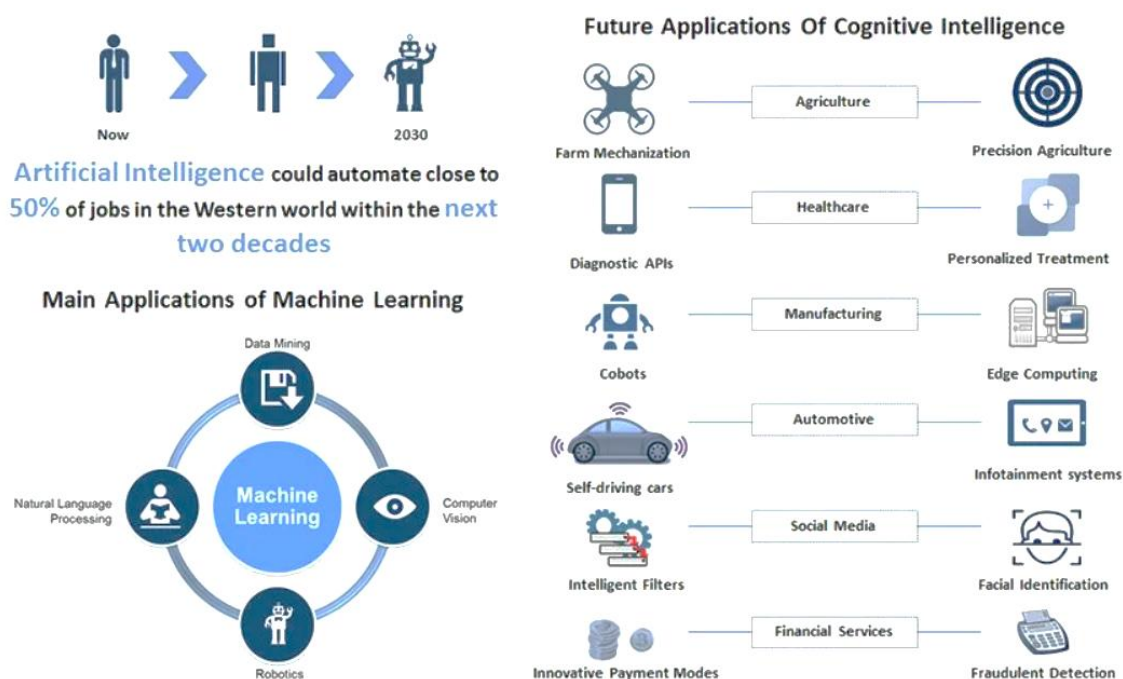 Now
2030
Artificial Intelligence could automate close to
50% of jobs in the Western world within the next
two decades
Main Applications of Machine Learning
Data Mining
Natural Language
Processing
Machine
Learning
Computer
Vision
Robotics
Future Applications Of Cognitive Intelligence
Agriculture
Farm Mechanization
Precision Agriculture
Healthcare
Diagnostic APIs
Personalized Treatment
Manufacturing
Cobots
Edge Computing
Automotive
Self-driving cars
Infotainment systems
Social Media
Intelligent Filters
Facial Identification
Financial Services
Innovative Payment Modes
Fraudulent Detection